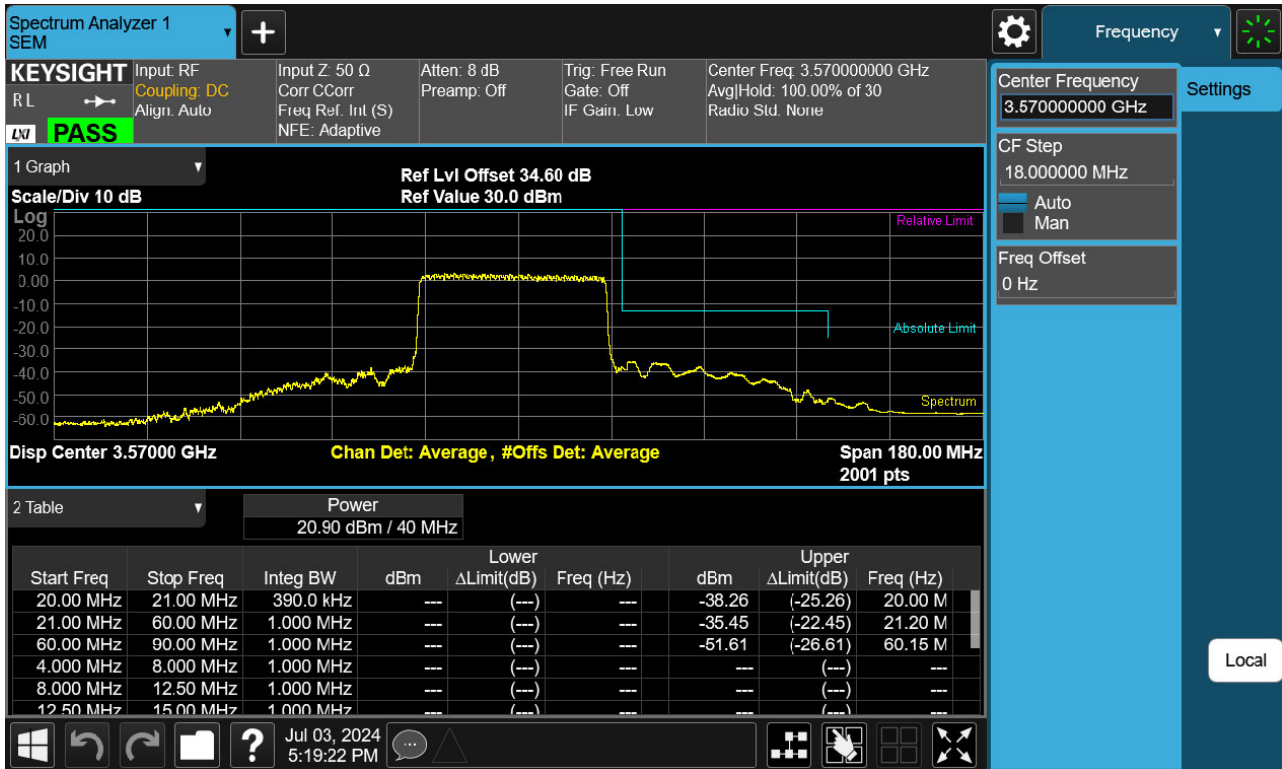 Spectrum Analyzer 1
SEM
Frequency
KEYSIGHT
R L
LXI
PASS
Input: RF
Coupling: DC
Align: Auto
Input Z: 50 Ω
Corr CCorr
Freq Ref: Int (S)
NFE: Adaptive
Atten: 8 dB
Preamp: Off
Trig: Free Run
Gate: Off
IF Gain: Low
Center Freq: 3.570000000 GHz
Avg|Hold: 100.00% of 30
Radio Std: None
Center Frequency
3.570000000 GHz
Settings
CF Step
18.000000 MHz
Auto
Man
Freq Offset
0 Hz
Local
1 Graph
Scale/Div 10 dB
Ref Lvl Offset 34.60 dB
Ref Value 30.0 dBm
Log
20.0
10.0
0.00
-10.0
-20.0
-30.0
-40.0
-50.0
-60.0
Relative Limit
Absolute Limit
Spectrum
Disp Center 3.57000 GHz
Chan Det: Average, #Offs Det: Average
Span 180.00 MHz
2001 pts
2 Table
Power
20.90 dBm / 40 MHz
Lower Upper
Start Freq Stop Freq Integ BW dBm ΔLimit(dB) Freq (Hz) dBm ΔLimit(dB) Freq (Hz)
20.00 MHz 21.00 MHz 390.0 kHz --- (---) --- -38.26 (-25.26) 20.00 M
21.00 MHz 60.00 MHz 1.000 MHz --- (---) --- -35.45 (-22.45) 21.20 M
60.00 MHz 90.00 MHz 1.000 MHz --- (---) --- -51.61 (-26.61) 60.15 M
4.000 MHz 8.000 MHz 1.000 MHz --- (---) --- --- (---) ---
8.000 MHz 12.50 MHz 1.000 MHz --- (---) --- --- (---) ---
12.50 MHz 15.00 MHz 1.000 MHz --- (---) --- --- (---) ---
?
Jul 03, 2024
5:19:22 PM